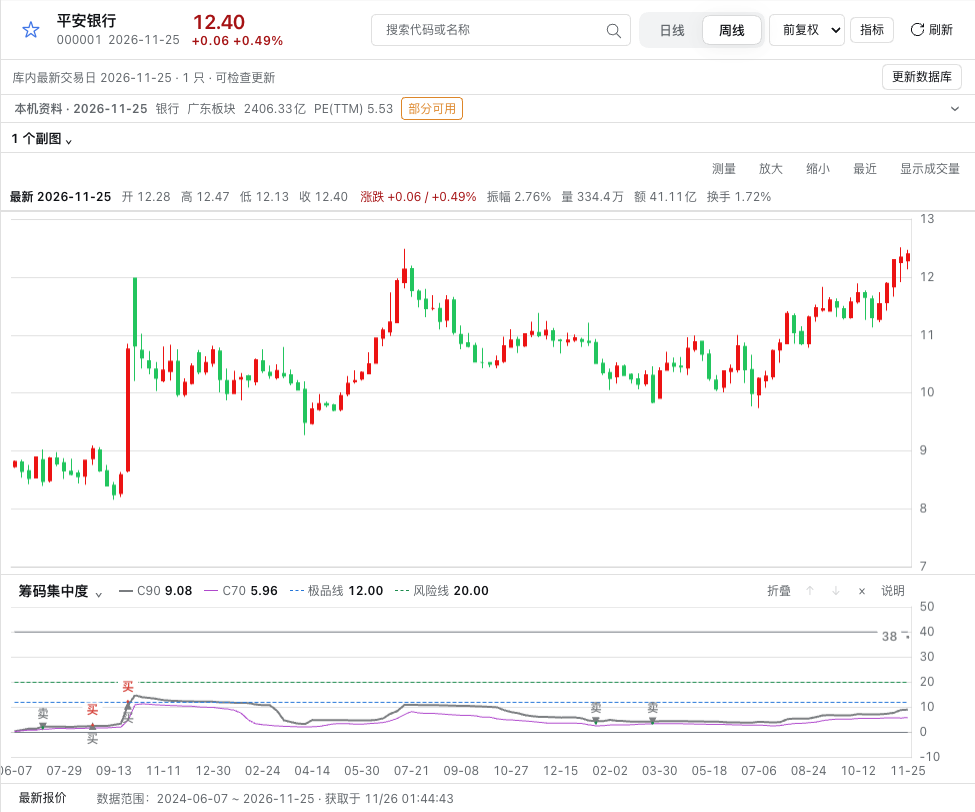 平安银行
000001 2026-11-25
12.40
+0.06 +0.49%
搜索代码或名称
日线 周线 前复权 指标 刷新
库内最新交易日 2026-11-25 · 1 只 · 可检查更新
更新数据库
本机资料 · 2026-11-25 银行 广东板块 2406.33亿 PE(TTM) 5.53 部分可用
1 个副图
测量 放大 缩小 最近 显示成交量
最新 2026-11-25 开 12.28 高 12.47 低 12.13 收 12.40 涨跌 +0.06 / +0.49% 振幅 2.76% 量 334.4万 额 41.11亿 换手 1.72%
13
12
11
10
9
8
7
筹码集中度 C90 9.08 C70 5.96 极品线 12.00 风险线 20.00 折叠 ↑ ↓ × 说明
50
40
38
30
20
买
10
卖 买 卖 卖
买
0
买
-10
06-07 07-29 09-13 11-11 12-30 02-24 04-14 05-30 07-21 09-08 10-27 12-15 02-02 03-30 05-18 07-06 08-24 10-12 11-25
最新报价 数据范围: 2024-06-07 ~ 2026-11-25 · 获取于 11/26 01:44:43